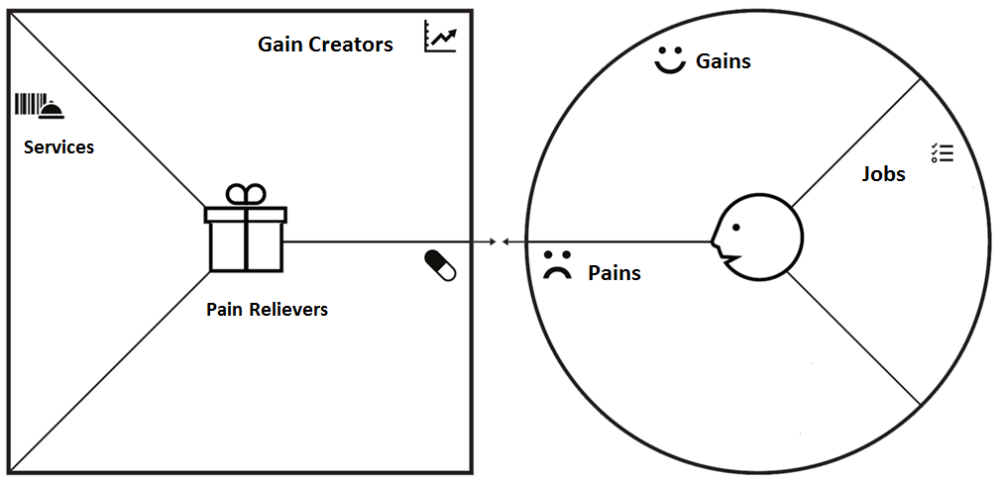 Gain Creators
Services
Pain Relievers
Gains
Jobs
Pains